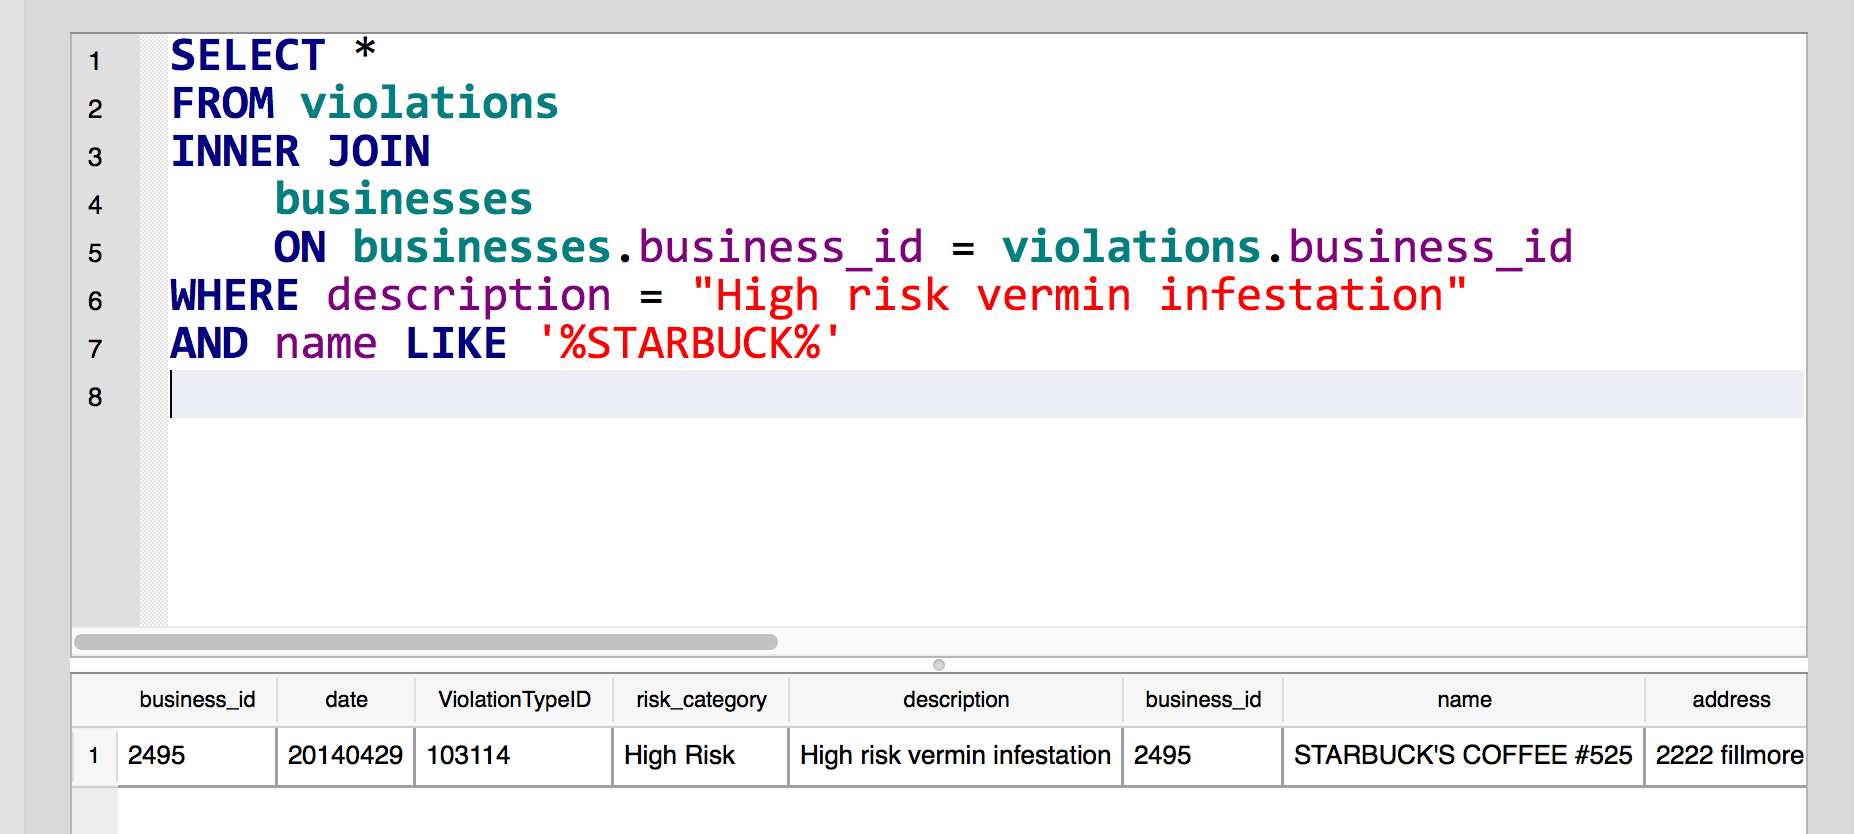 1 SELECT *
2 FROM violations
3 INNER JOIN
4 businesses
5 ON businesses.business_id = violations.business_id
6 WHERE description = "High risk vermin infestation"
7 AND name LIKE '%STARBUCK%'
8
business_id date ViolationTypeID risk_category description business_id name address
1 2495 20140429 103114 High Risk High risk vermin infestation 2495 STARBUCK'S COFFEE #525 2222 fillmore